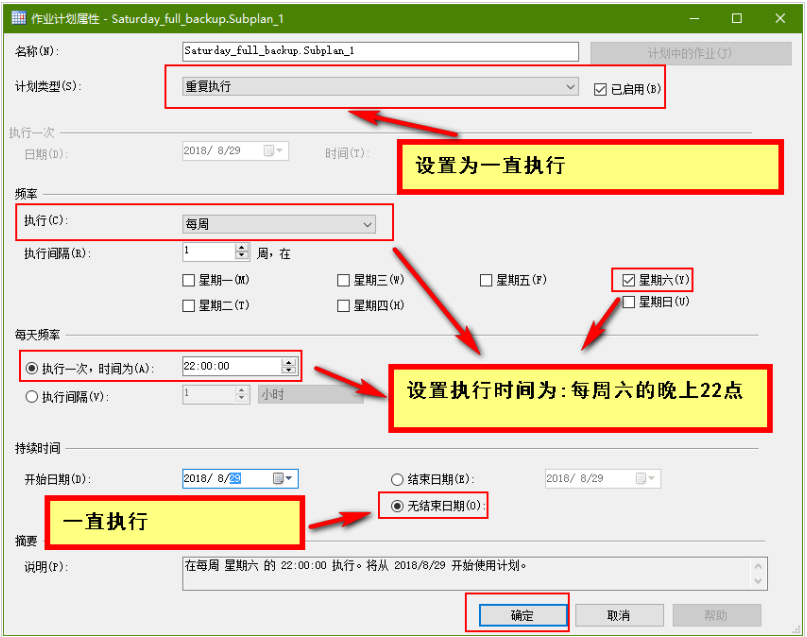 作业计划属性 - Saturday_full_backup.Subplan_1
名称(N): Saturday_full_backup.Subplan_1 计划中的作业(J)
计划类型(S): 重复执行 已启用(B)
执行一次
日期(D): 2018/ 8/29 时间(T):
设置为一直执行
频率
执行(C): 每周
执行间隔(R): 1 周，在
星期一(M) 星期三(W) 星期五(F) 星期六(Y)
星期二(T) 星期四(H) 星期日(U)
每天频率
执行一次，时间为(A): 22:00:00
执行间隔(V): 1 小时
设置执行时间为:每周六的晚上22点
持续时间
开始日期(D): 2018/ 8/29 结束日期(E): 2018/ 8/29
无结束日期(O):
一直执行
摘要
说明(P): 在每周 星期六 的 22:00:00 执行。将从 2018/8/29 开始使用计划。
确定 取消 帮助